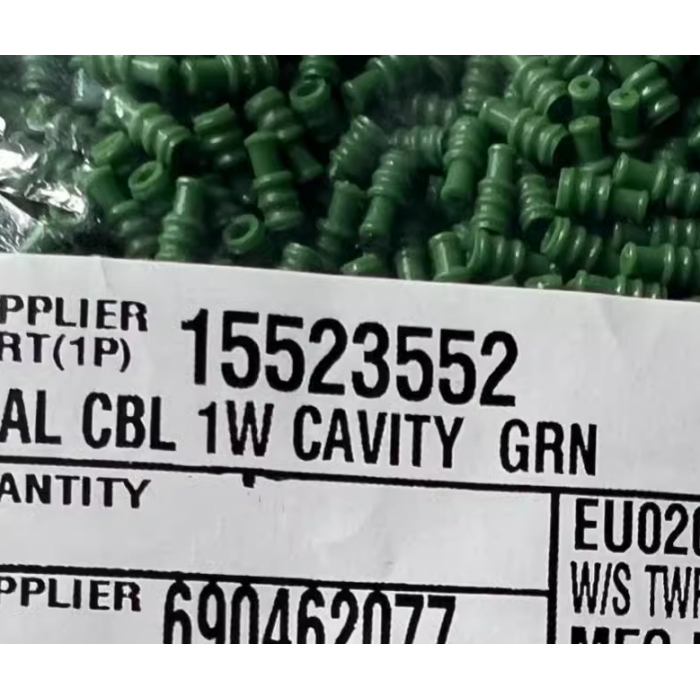 PPLIER
RT(1P) 15523552
AL CBL 1W CAVITY GRN
ANTITY
EU02
W/S TW
PPLIER 690462077